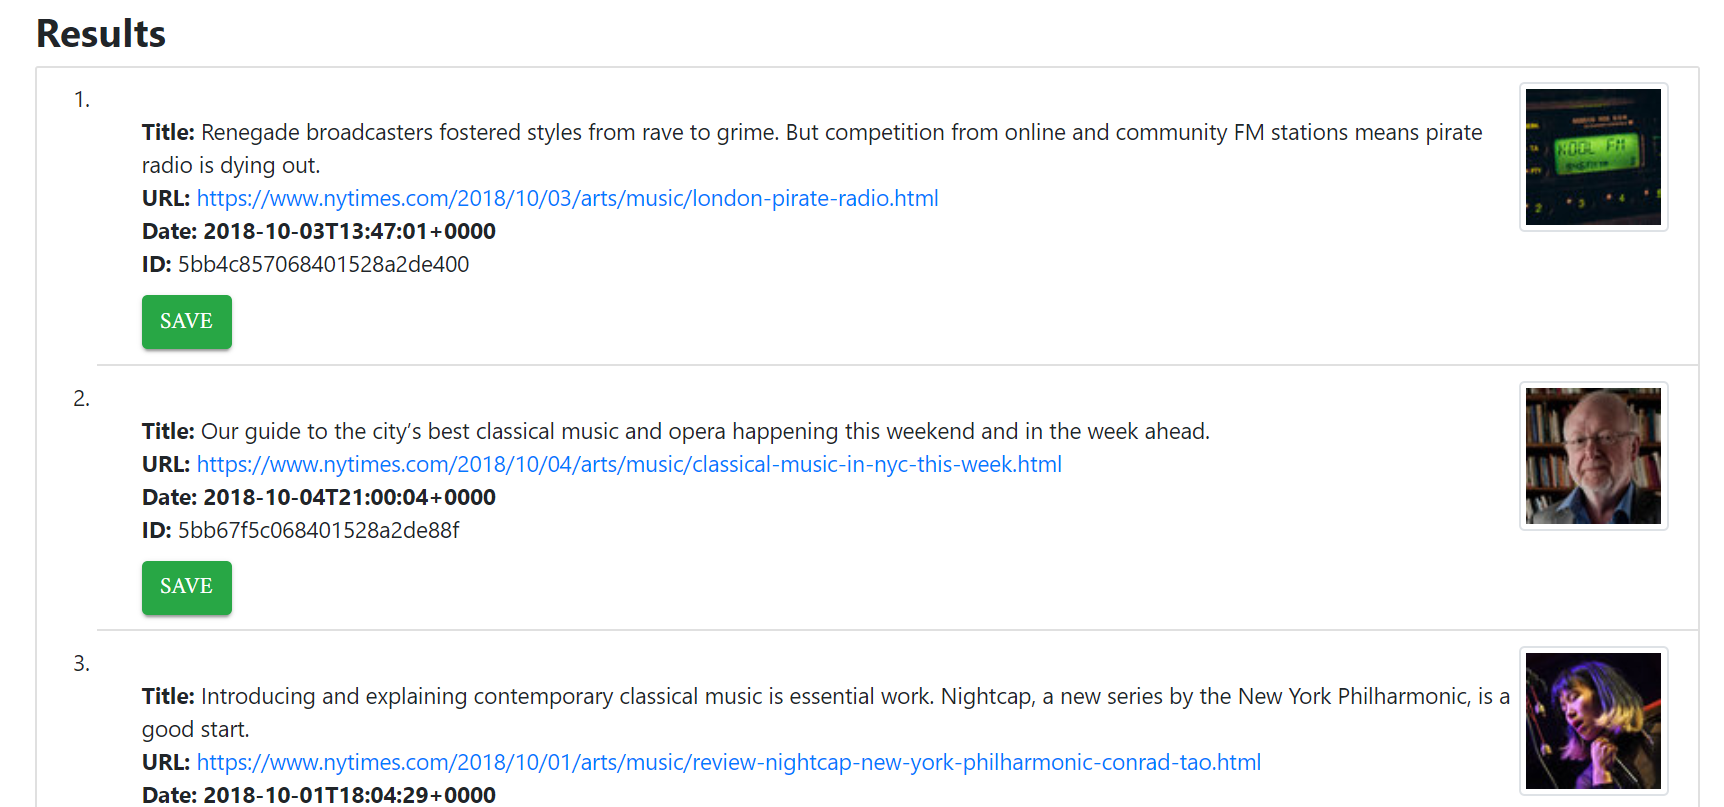 Results
1.
Title: Renegade broadcasters fostered styles from rave to grime. But competition from online and community FM stations means pirate
radio is dying out.
URL: https://www.nytimes.com/2018/10/03/arts/music/london-pirate-radio.html
Date: 2018-10-03T13:47:01+0000
ID: 5bb4c857068401528a2de400
SAVE
KOOL FM
2.
Title: Our guide to the city’s best classical music and opera happening this weekend and in the week ahead.
URL: https://www.nytimes.com/2018/10/04/arts/music/classical-music-in-nyc-this-week.html
Date: 2018-10-04T21:00:04+0000
ID: 5bb67f5c068401528a2de88f
SAVE
3.
Title: Introducing and explaining contemporary classical music is essential work. Nightcap, a new series by the New York Philharmonic, is a
good start.
URL: https://www.nytimes.com/2018/10/01/arts/music/review-nightcap-new-york-philharmonic-conrad-tao.html
Date: 2018-10-01T18:04:29+0000